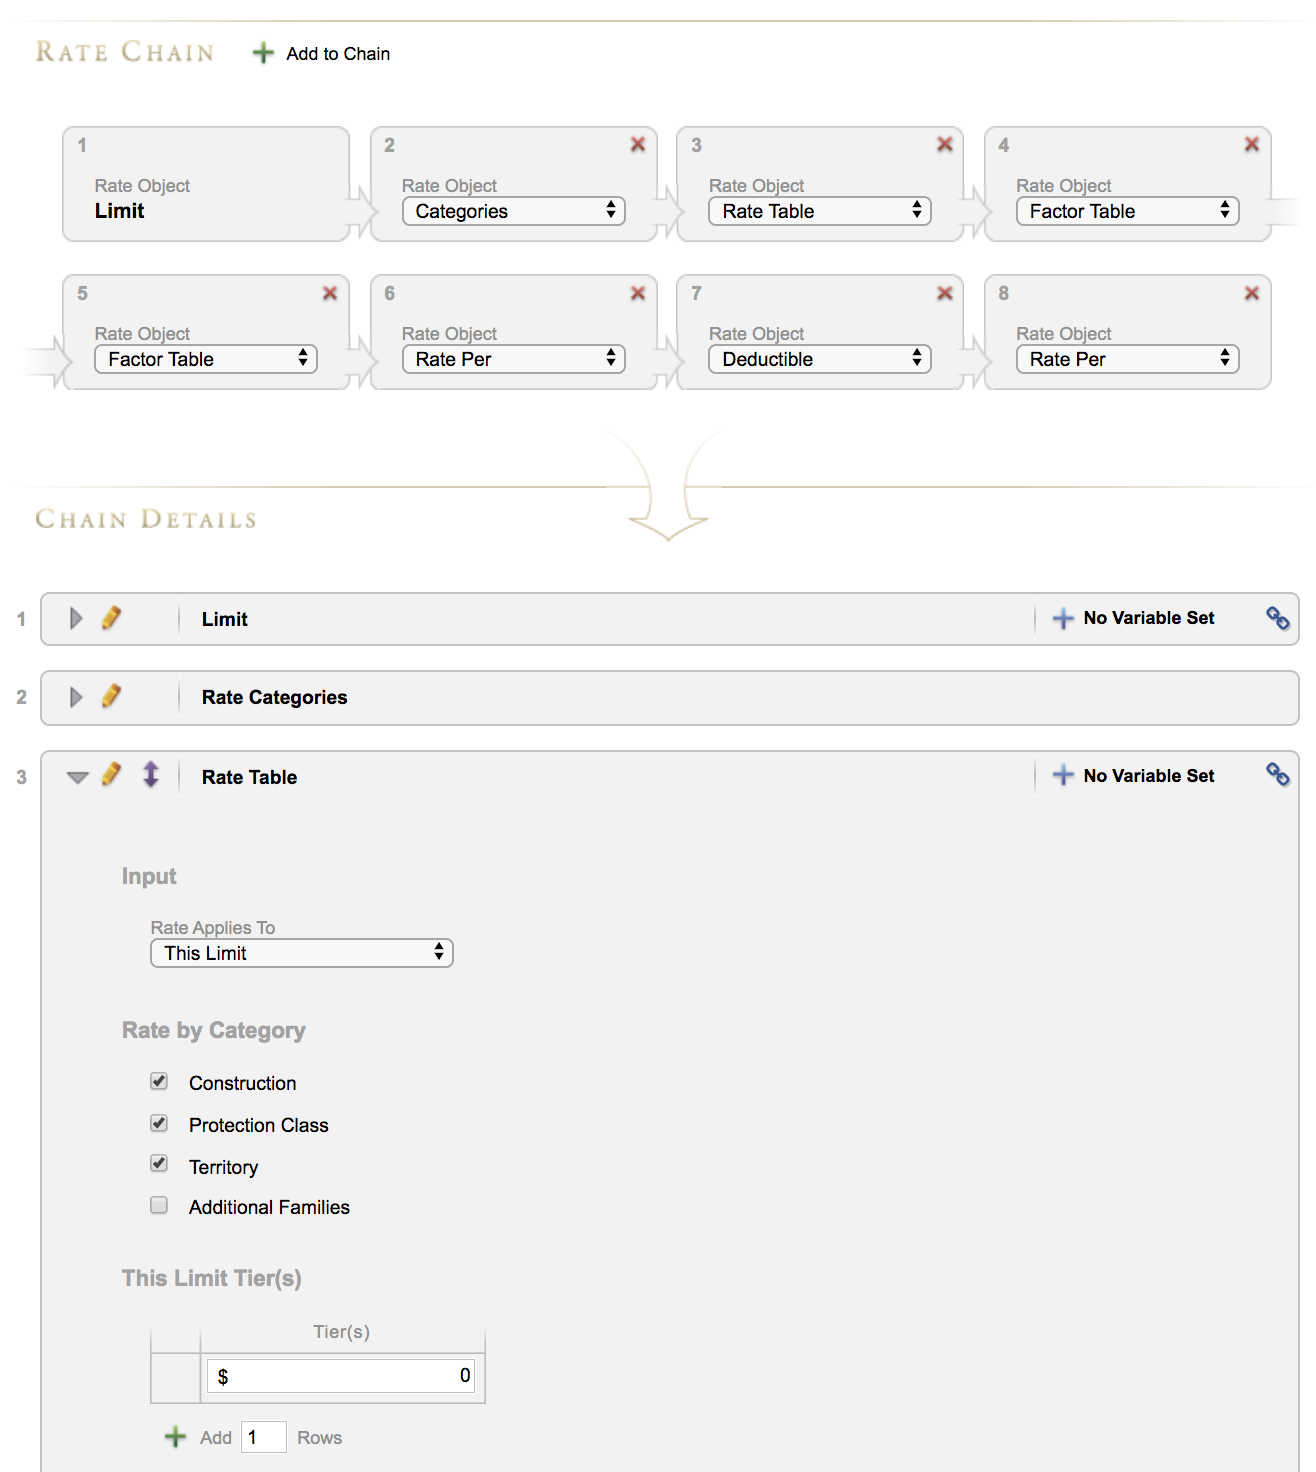 RATE CHAIN Add to Chain
1 2 3 4
Rate Object Rate Object Rate Object Rate Object
Limit Categories Rate Table Factor Table
5 6 7 8
Rate Object Rate Object Rate Object Rate Object
Factor Table Rate Per Deductible Rate Per
CHAIN DETAILS
1 Limit No Variable Set
2 Rate Categories
3 Rate Table No Variable Set
Input
Rate Applies To
This Limit
Rate by Category
Construction
Protection Class
Territory
Additional Families
This Limit Tier(s)
Tier(s)
$ 0
Add 1 Rows